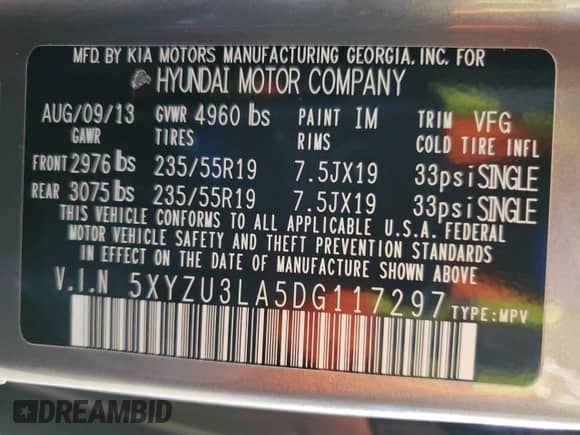 MFD. BY KIA MOTORS MANUFACTURING GEORGIA, INC. FOR
HYUNDAI MOTOR COMPANY
AUG/09/13 GVWR 4960 lbs PAINT IM TRIM VFG
GAWR TIRES RIMS COLD TIRE INFL
FRONT 2976 lbs 235/55R19 7.5JX19 33psi SINGLE
REAR 3075 lbs 235/55R19 7.5JX19 33psi SINGLE
THIS VEHICLE CONFORMS TO ALL APPLICABLE U.S.A. FEDERAL
MOTOR VEHICLE SAFETY AND THEFT PREVENTION STANDARDS
IN EFFECT ON THE DATE OF MANUFACTURE SHOWN ABOVE
V.I.N 5XYZU3LA5DG117297 TYPE:MPV
DREAMBID